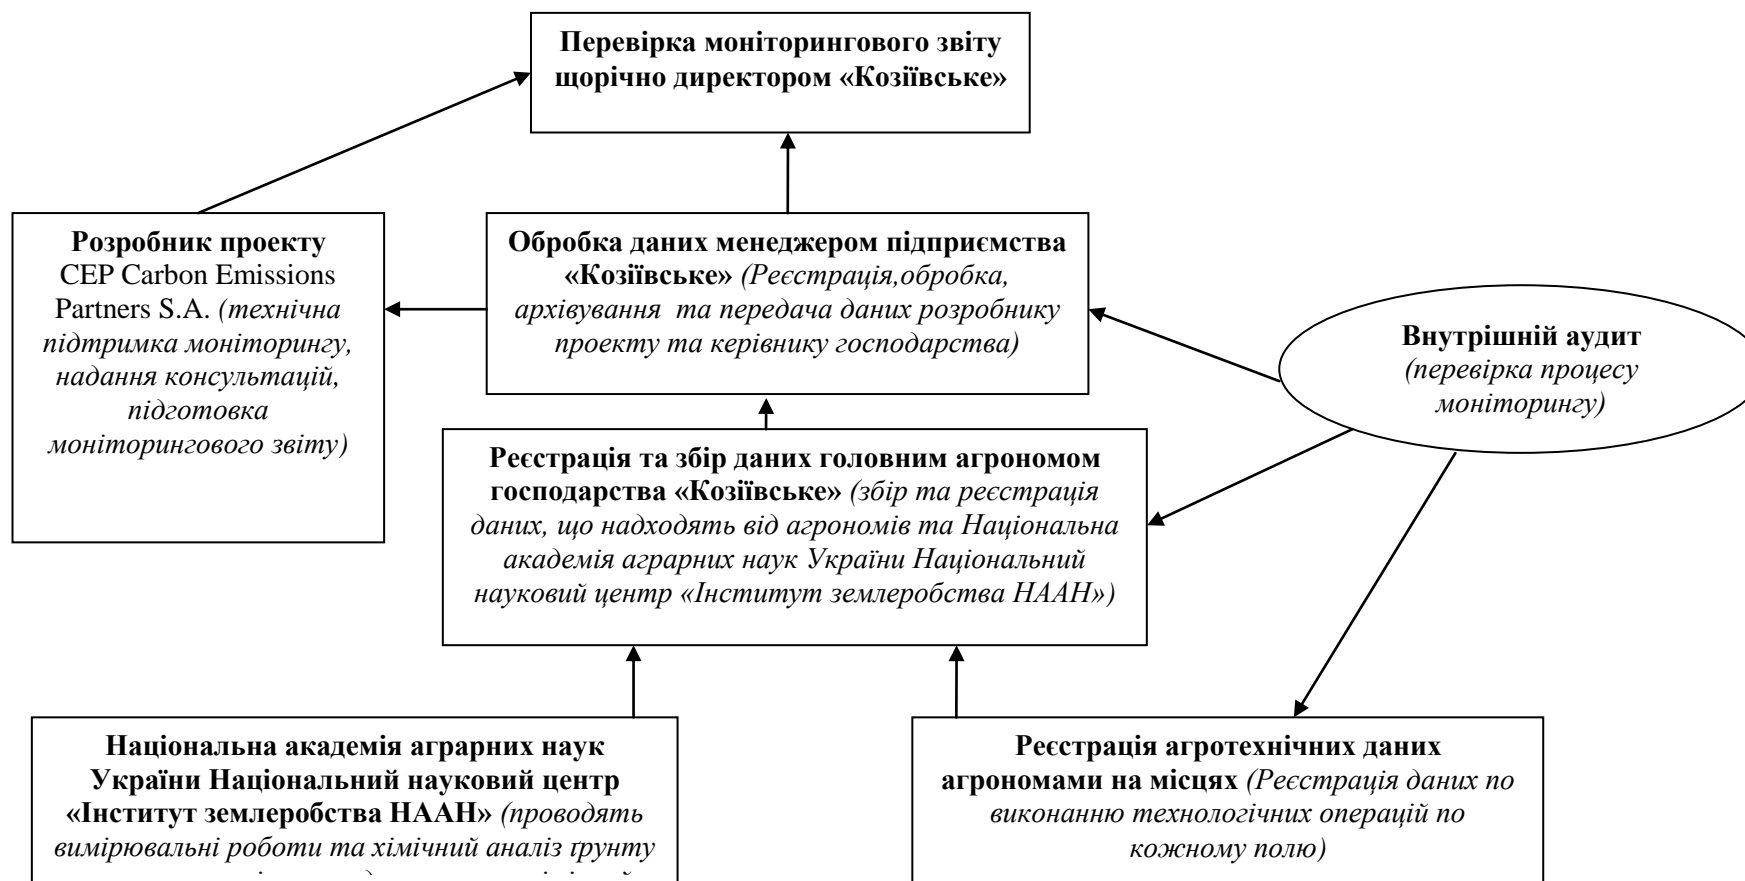 Перевірка моніторингового звіту
щорічно директором «Козіївське»
Розробник проекту
CEP Carbon Emissions
Partners S.A. (технічна
підтримка моніторингу,
надання консультацій,
підготовка
моніторингового звіту)
Обробка даних менеджером підприємства
«Козіївське» (Реєстрація,обробка,
архівування та передача даних розробнику
проекту та керівнику господарства)
Внутрішній аудит
(перевірка процесу
моніторингу)
Реєстрація та збір даних головним агрономом
господарства «Козіївське» (збір та реєстрація
даних, що надходять від агрономів та Національна
академія аграрних наук України Національний
науковий центр «Інститут землеробства НААН»)
Національна академія аграрних наук
України Національний науковий центр
«Інститут землеробства НААН» (проводять
вимірювальні роботи та хімічний аналіз ґрунту
Реєстрація агротехнічних даних
агрономами на місцях (Реєстрація даних по
виконанню технологічних операцій по
кожному полю)